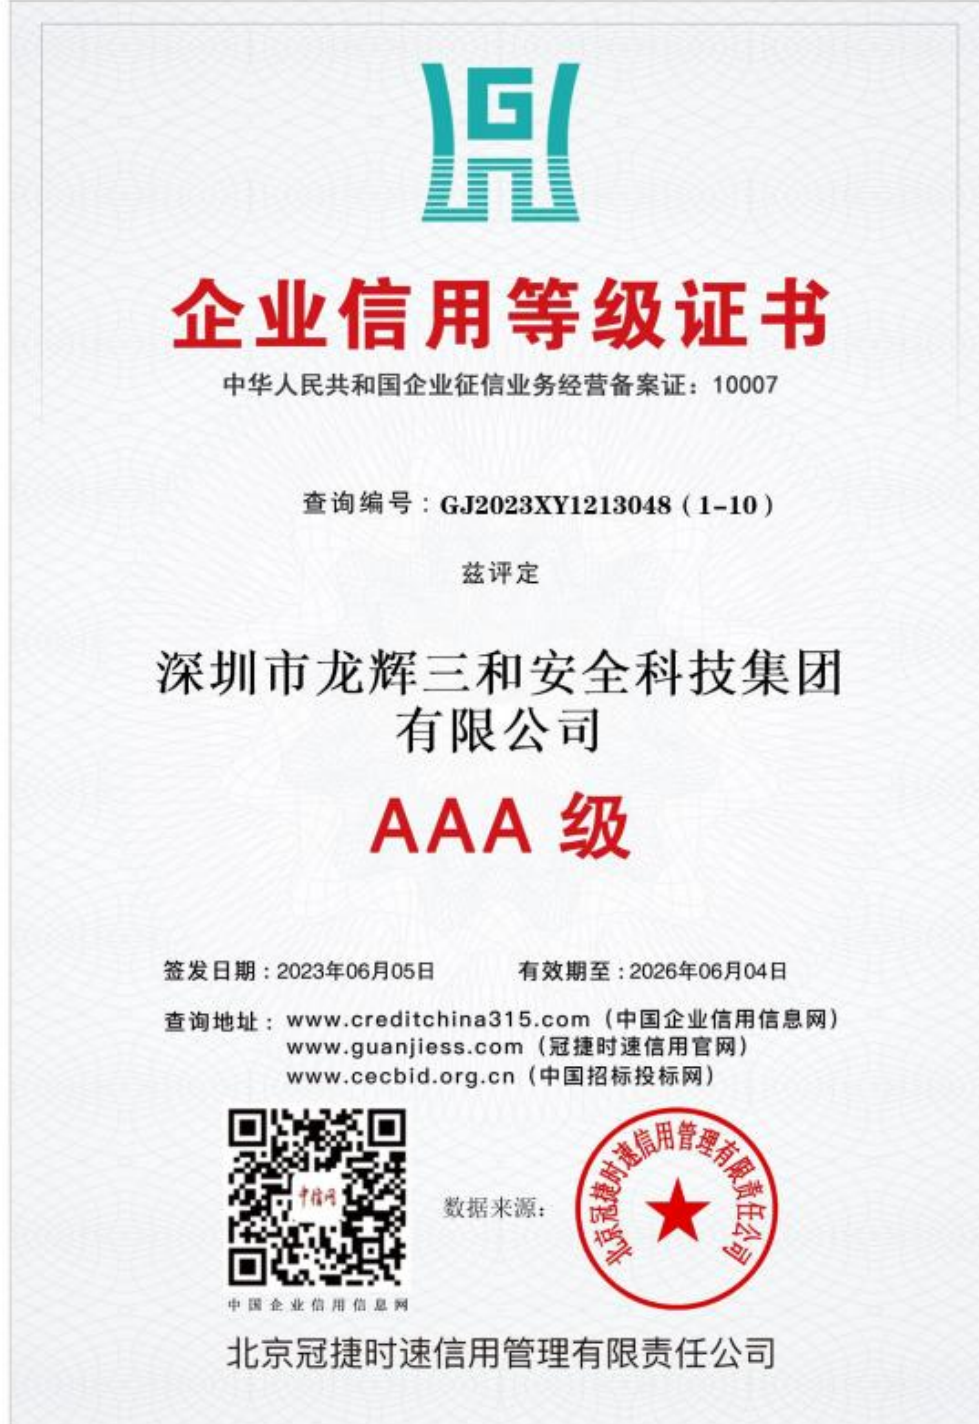 企业信用等级证书
中华人民共和国企业征信业务经营备案证：10007
查询编号：GJ2023XY1213048（1-10）
兹评定
深圳市龙辉三和安全科技集团
有限公司
AAA 级
签发日期：2023年06月05日 有效期至：2026年06月04日
查询地址：www.creditchina315.com（中国企业信用信息网）
www.guanjiess.com（冠捷时速信用官网）
www.cecbid.org.cn（中国招标投标网）
中信网
数据来源：
北京冠捷时速信用管理有限责任公司
中国企业信用信息网
北京冠捷时速信用管理有限责任公司